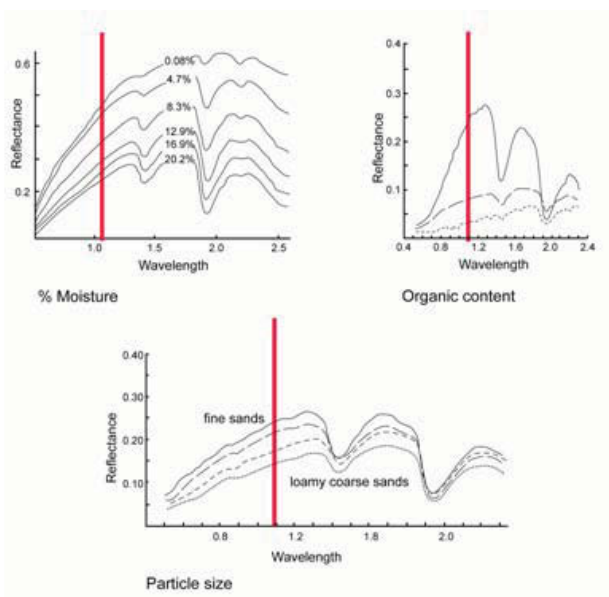 0.6
0.2
Reflectance
0.08%
4.7%
8.3%
12.9%
16.9%
20.2%
1.0 1.5 2.0 2.5
Wavelength
% Moisture
0.4
0.3
0.2
0.1
Reflectance
0.4 0.8 1.2 1.6 2.0 2.4
Wavelength
Organic content
0.40
0.30
0.20
0.10
Reflectance
fine sands
loamy coarse sands
0.8 1.2 1.8 2.0
Wavelength
Particle size